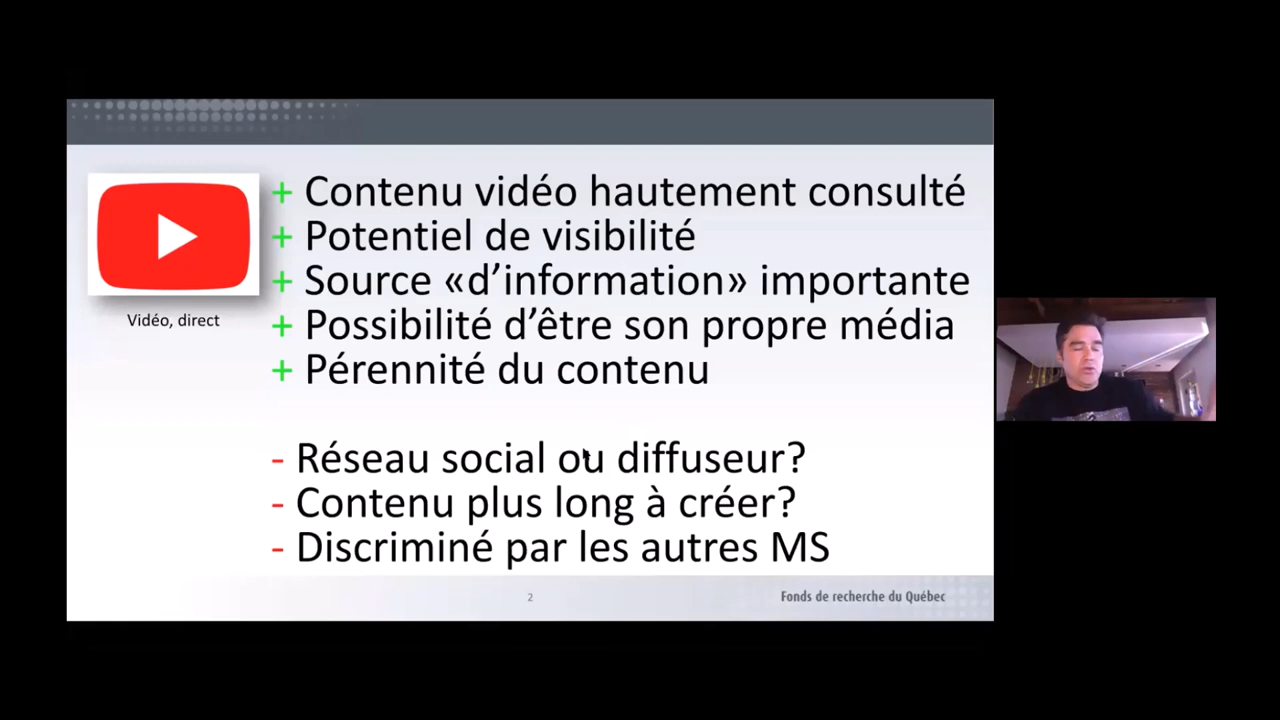 + Contenu vidéo hautement consulté
+ Potentiel de visibilité
+ Source «d’information» importante
+ Possibilité d’être son propre média
+ Pérennité du contenu
Vidéo, direct
- Réseau social ou diffuseur?
- Contenu plus long à créer?
- Discriminé par les autres MS
2
Fonds de recherche du Québec